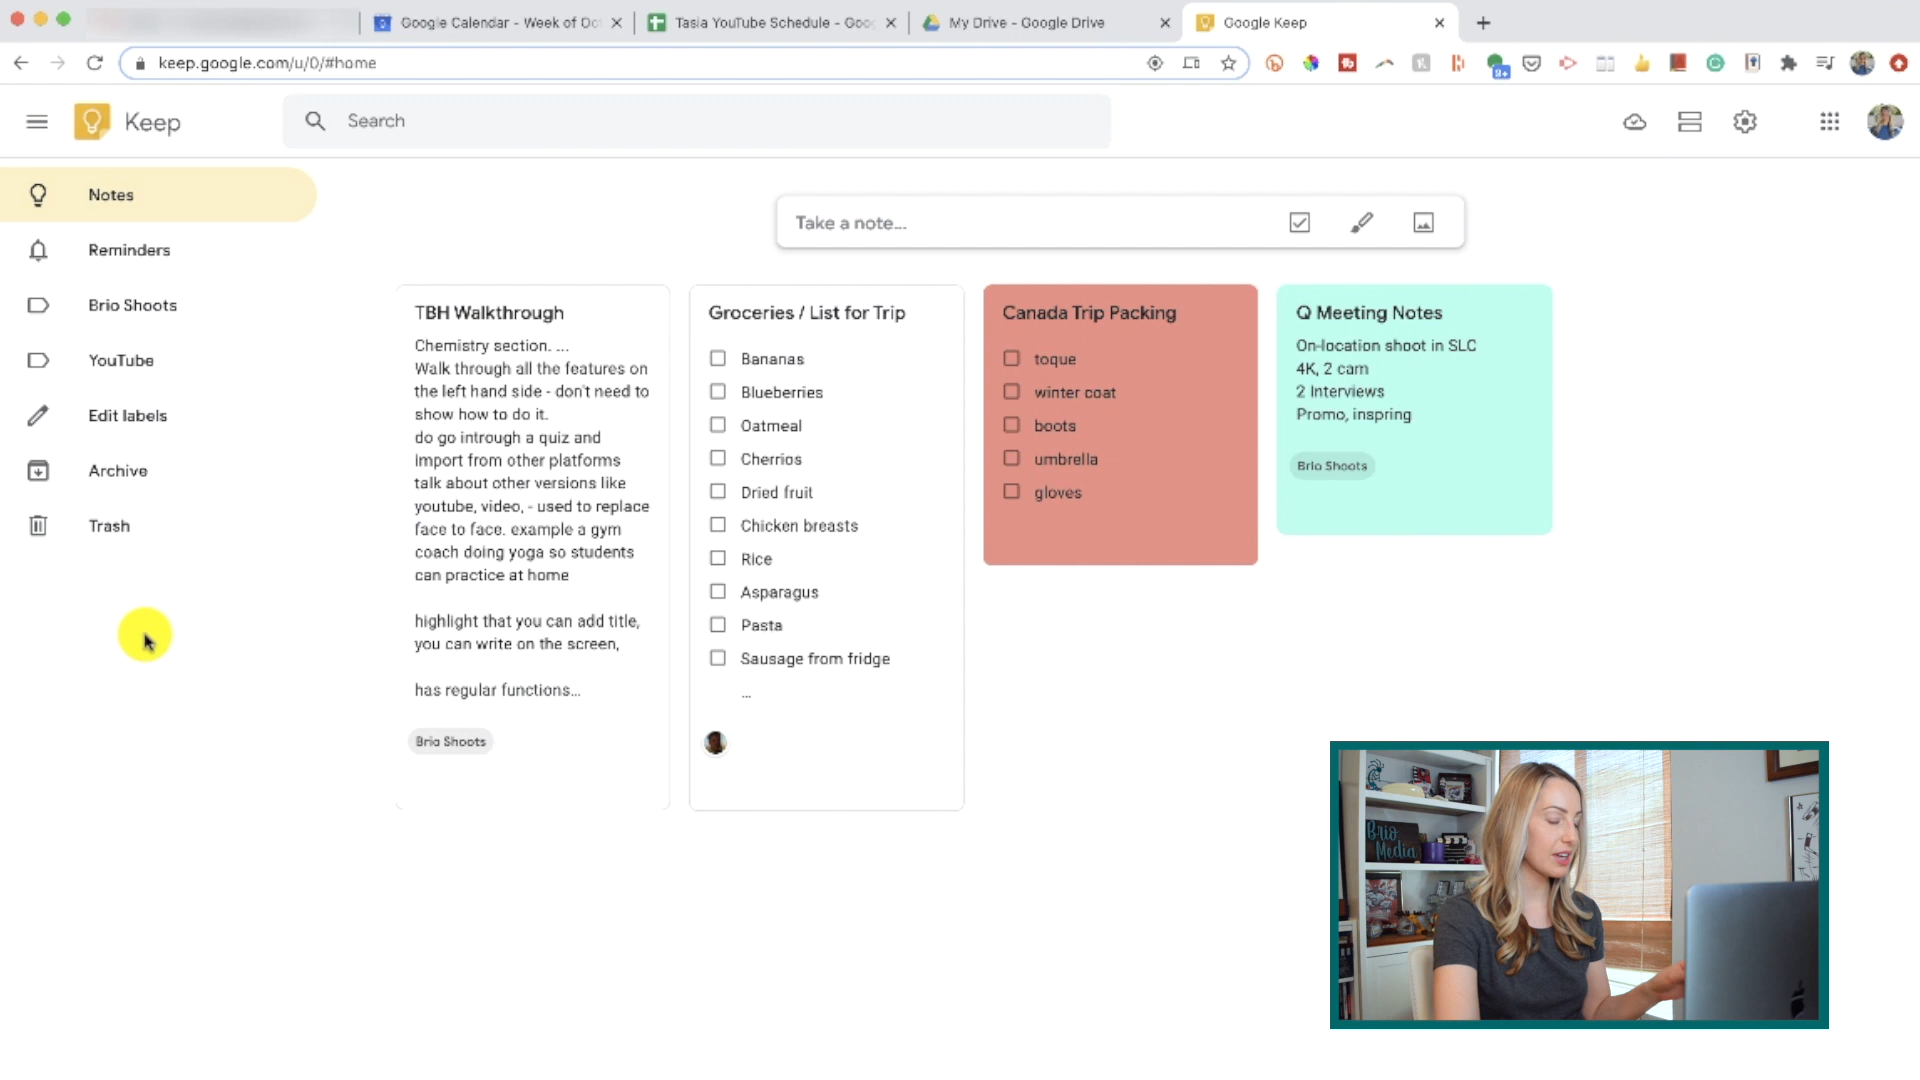 Google Calendar - Week of Oc
Tasia YouTube Schedule - Goog
My Drive - Google Drive
Google Keep
keep.google.com/u/0/#home
9+
Keep
Search
Notes
Reminders
Brio Shoots
YouTube
Edit labels
Archive
Trash
Take a note...
TBH Walkthrough
Chemistry section. ...
Walk through all the features on
the left hand side - don't need to
show how to do it.
do go intrough a quiz and
import from other platforms
talk about other versions like
youtube, video, - used to replace
face to face. example a gym
coach doing yoga so students
can practice at home
highlight that you can add title,
you can write on the screen,
has regular functions...
Brio Shoots
Groceries / List for Trip
Bananas
Blueberries
Oatmeal
Cherrios
Dried fruit
Chicken breasts
Rice
Asparagus
Pasta
Sausage from fridge
...
Canada Trip Packing
toque
winter coat
boots
umbrella
gloves
Q Meeting Notes
On-location shoot in SLC
4K, 2 cam
2 Interviews
Promo, inspring
Brio Shoots
Brio
Media